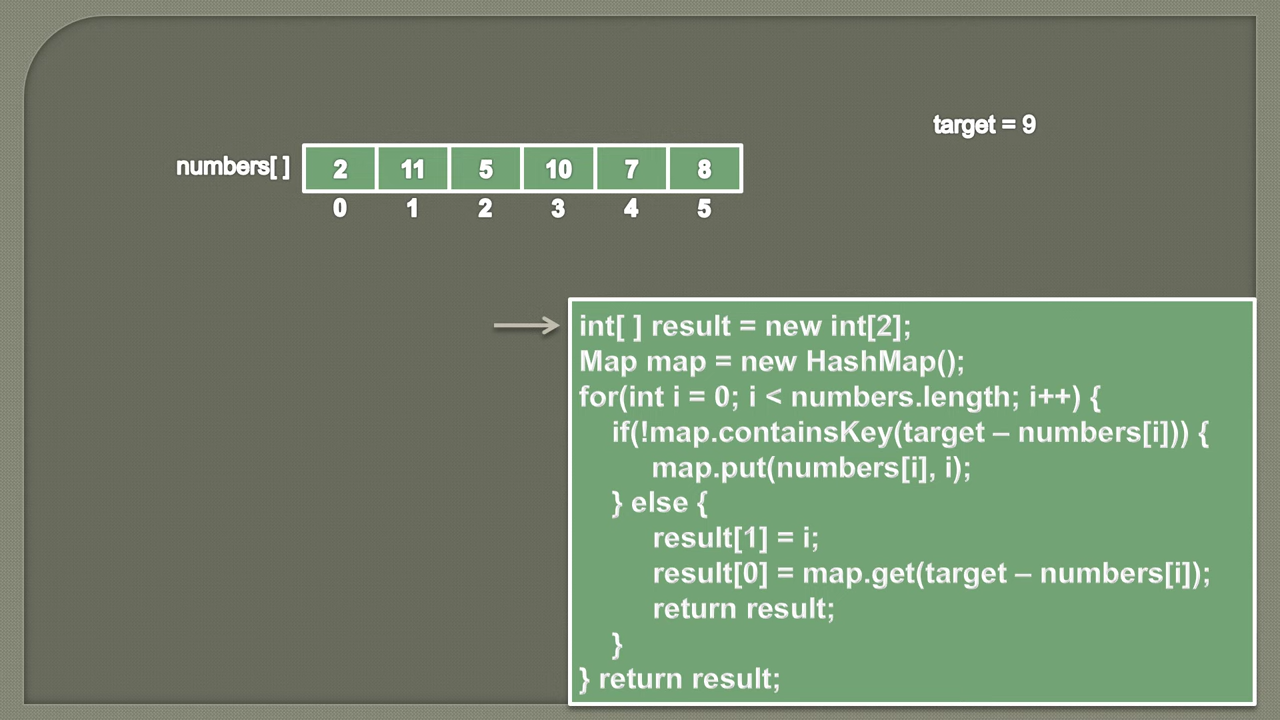 target = 9
numbers[ ] 2 11 5 10 7 8
0 1 2 3 4 5
int[ ] result = new int[2];
Map map = new HashMap();
for(int i = 0; i < numbers.length; i++) {
if(!map.containsKey(target – numbers[i])) {
map.put(numbers[i], i);
} else {
result[1] = i;
result[0] = map.get(target – numbers[i]);
return result;
}
} return result;